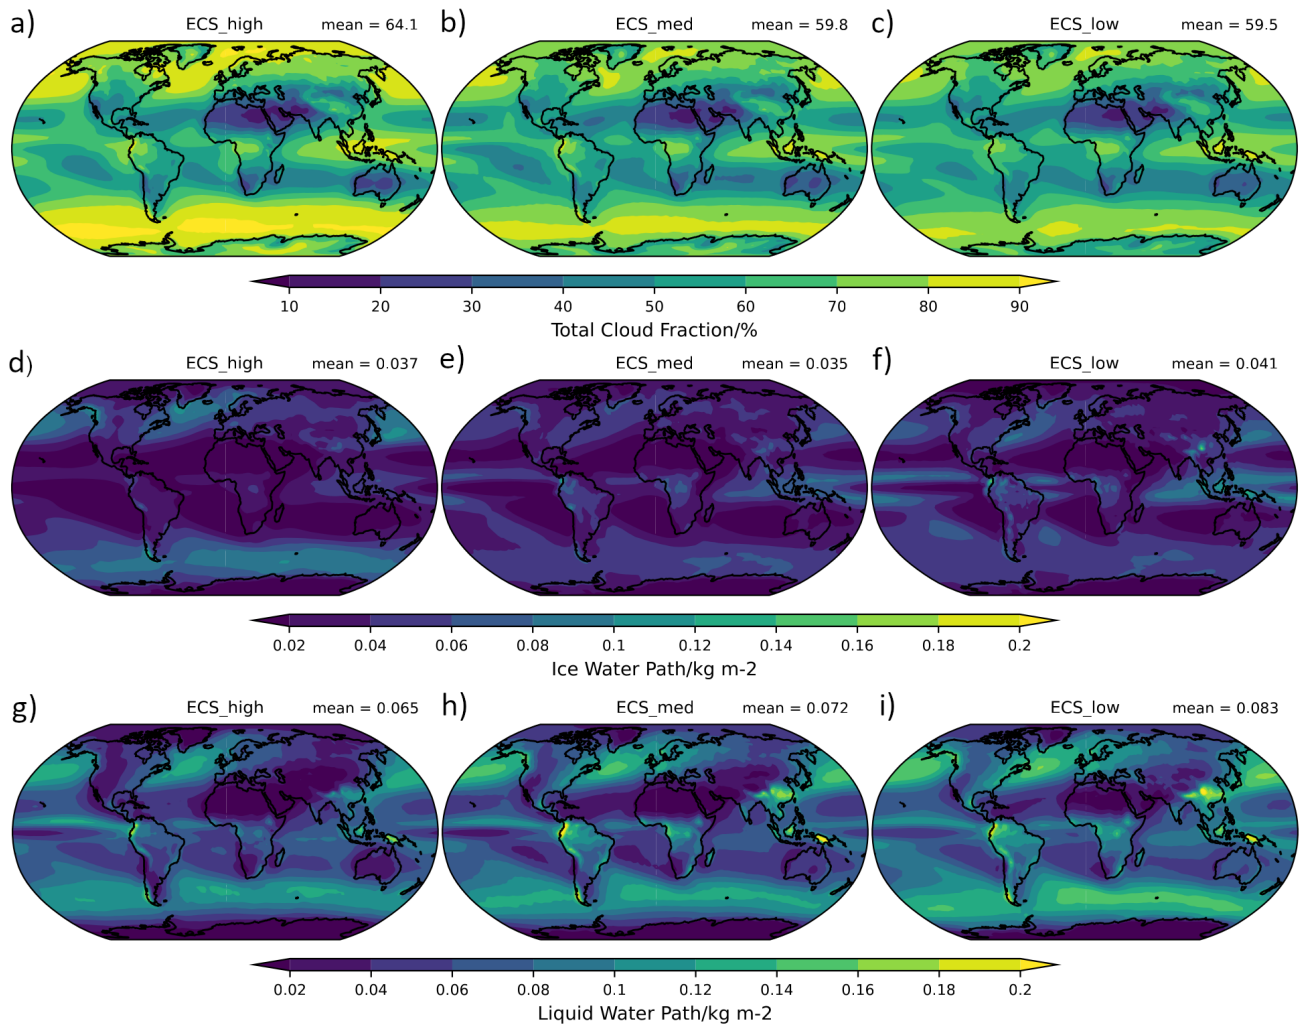 a) ECS_high mean = 64.1 b) ECS_med mean = 59.8 c) ECS_low mean = 59.5
10 20 30 40 50 60 70 80 90
Total Cloud Fraction/%
d) ECS_high mean = 0.037 e) ECS_med mean = 0.035 f) ECS_low mean = 0.041
0.02 0.04 0.06 0.08 0.1 0.12 0.14 0.16 0.18 0.2
Ice Water Path/kg m-2
g) ECS_high mean = 0.065 h) ECS_med mean = 0.072 i) ECS_low mean = 0.083
0.02 0.04 0.06 0.08 0.1 0.12 0.14 0.16 0.18 0.2
Liquid Water Path/kg m-2